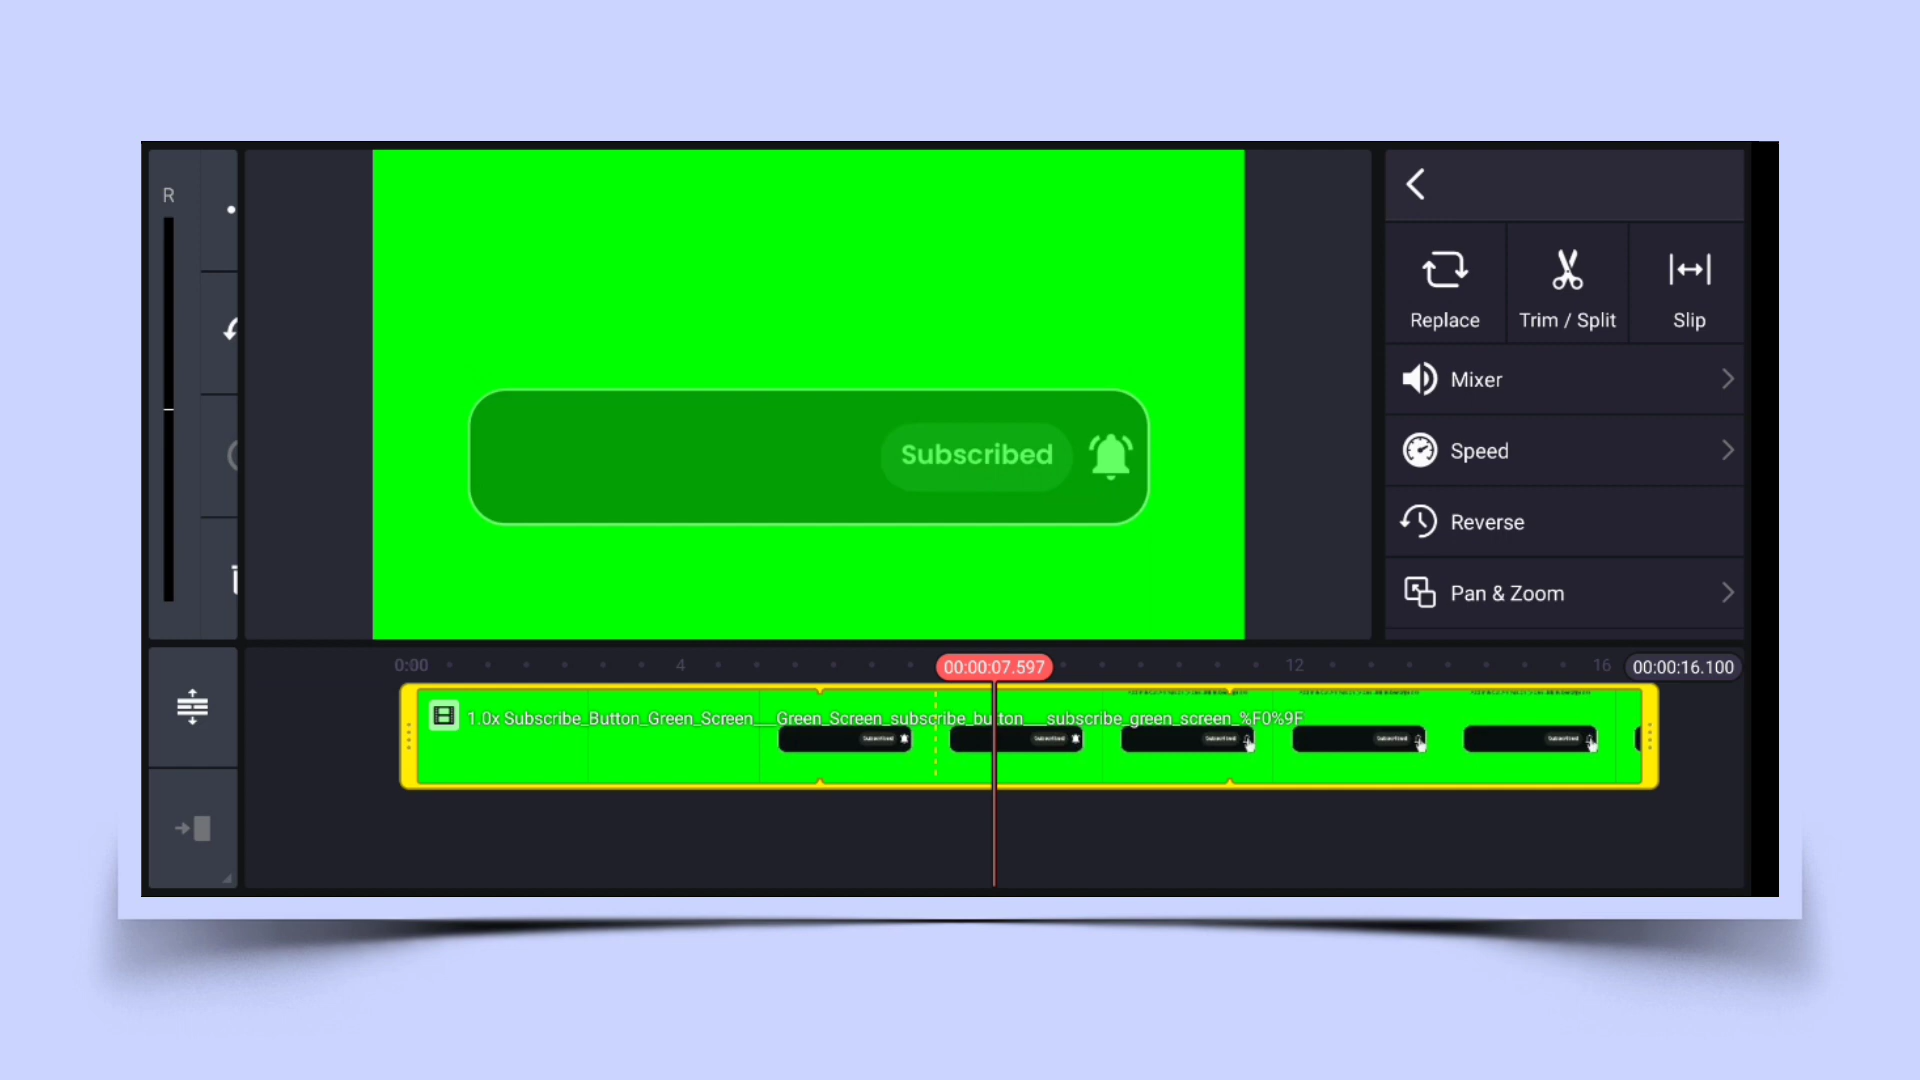 R
Subscribed
Replace
Trim / Split
Slip
Mixer
Speed
Reverse
Pan & Zoom
0:00
4
00:00:07.597
12
16
00:00:16.100
1.0x Subscribe_Button_Green_Screen___Green_Screen_subscribe_button___subscribe_green_screen_%F0%9F
Subscribed
Subscribed
Subscribed
Subscribed
Subscribed